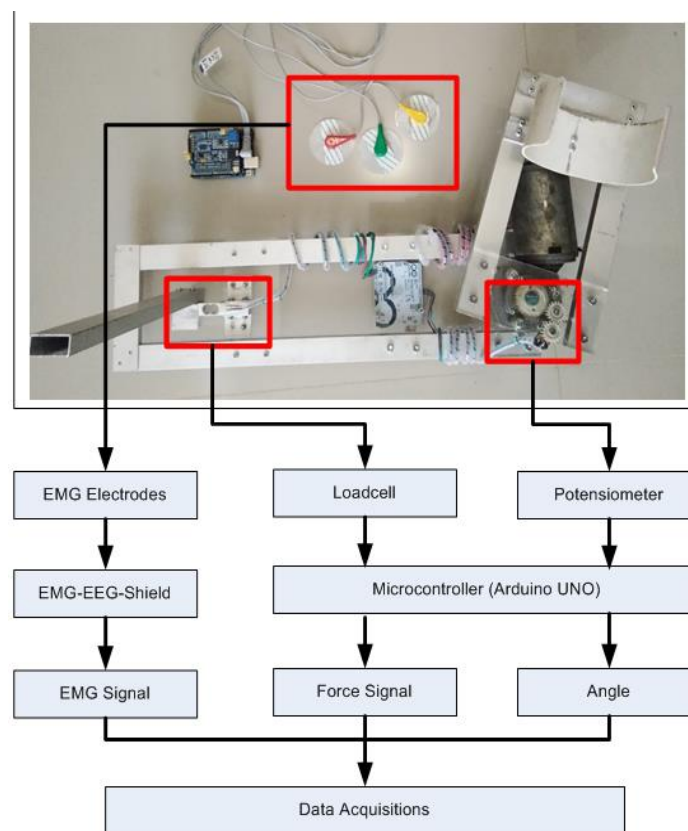 EMG Electrodes
Loadcell
Potensiometer
EMG-EEG-Shield
Microcontroller (Arduino UNO)
EMG Signal
Force Signal
Angle
Data Acquisitions